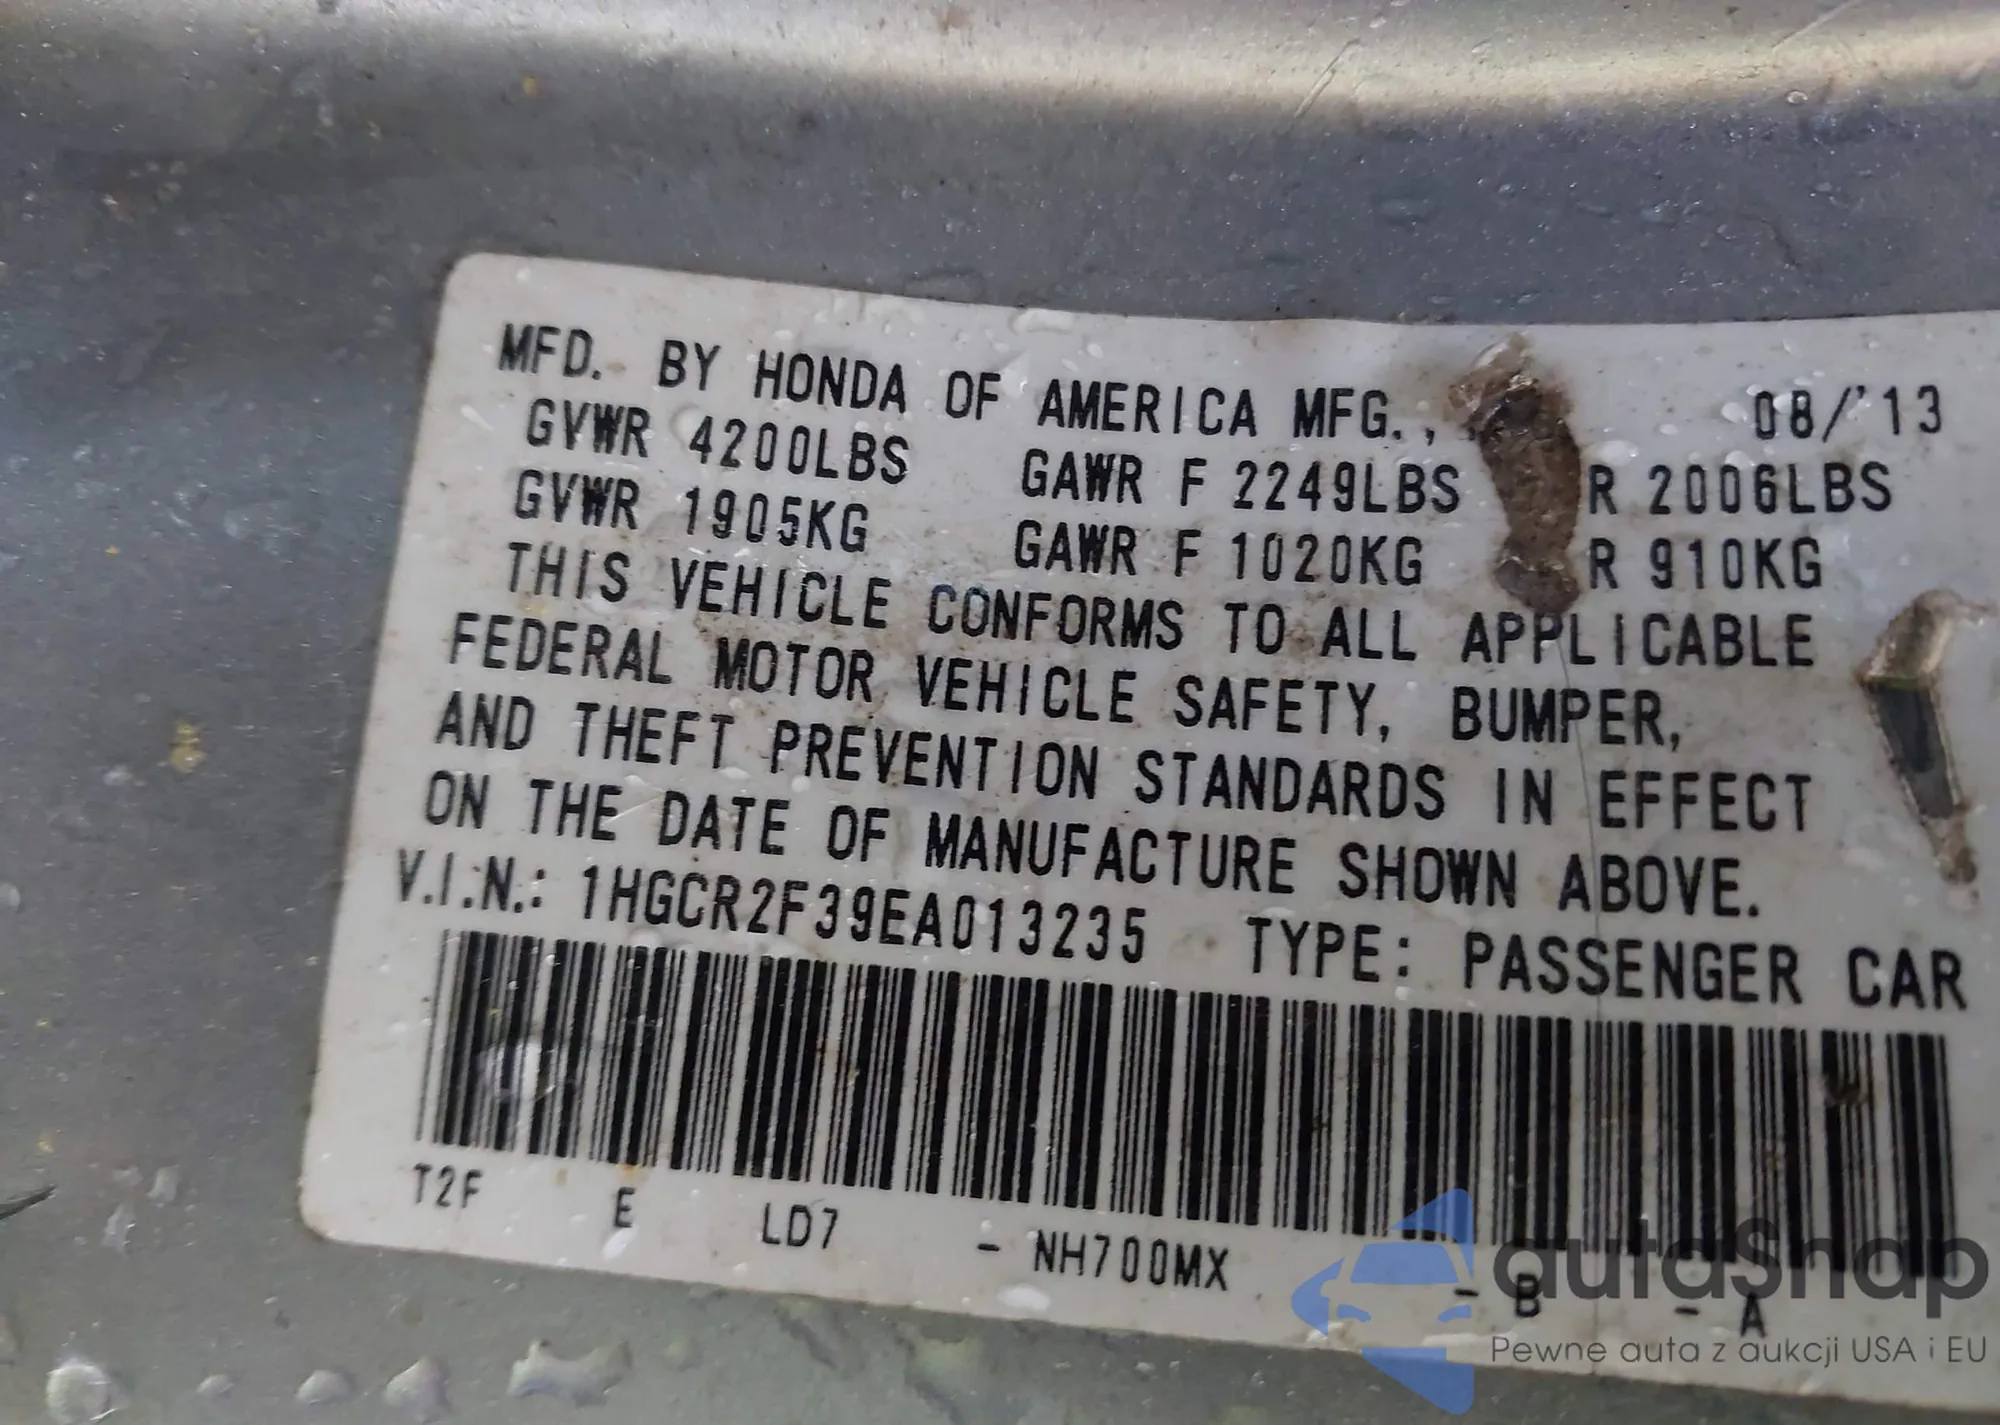 MFD. BY HONDA OF AMERICA MFG., 08/'13
GVWR 4200LBS GAWR F 2249LBS R 2006LBS
GVWR 1905KG GAWR F 1020KG R 910KG
THIS VEHICLE CONFORMS TO ALL APPLICABLE
FEDERAL MOTOR VEHICLE SAFETY, BUMPER,
AND THEFT PREVENTION STANDARDS IN EFFECT
ON THE DATE OF MANUFACTURE SHOWN ABOVE.
V.I.N.: 1HGCR2F39EA013235 TYPE: PASSENGER CAR
T2F E LD7 - NH700MX - B - A
autaSnap
Pewne auta z aukcji USA i EU